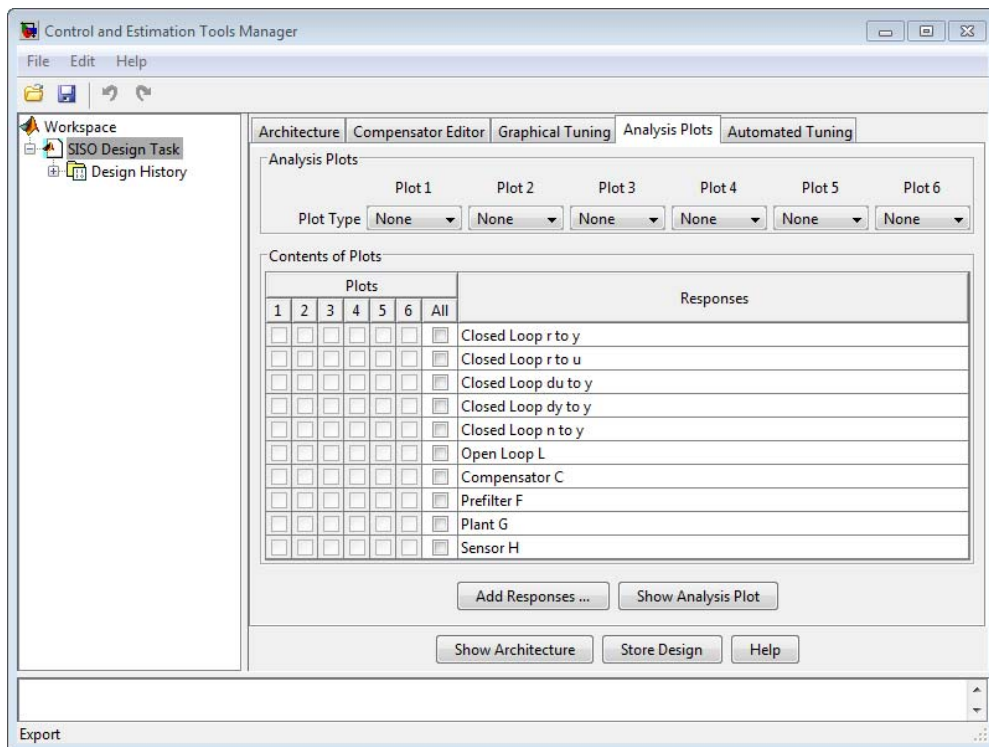 Control and Estimation Tools Manager
File Edit Help
Workspace
SISO Design Task
Design History
Architecture Compensator Editor Graphical Tuning Analysis Plots Automated Tuning
Analysis Plots
Plot 1 Plot 2 Plot 3 Plot 4 Plot 5 Plot 6
Plot Type None None None None None None
Contents of Plots
Plots
Responses
1 2 3 4 5 6 All
Closed Loop r to y
Closed Loop r to u
Closed Loop du to y
Closed Loop dy to y
Closed Loop n to y
Open Loop L
Compensator C
Prefilter F
Plant G
Sensor H
Add Responses ... Show Analysis Plot
Show Architecture Store Design Help
Export